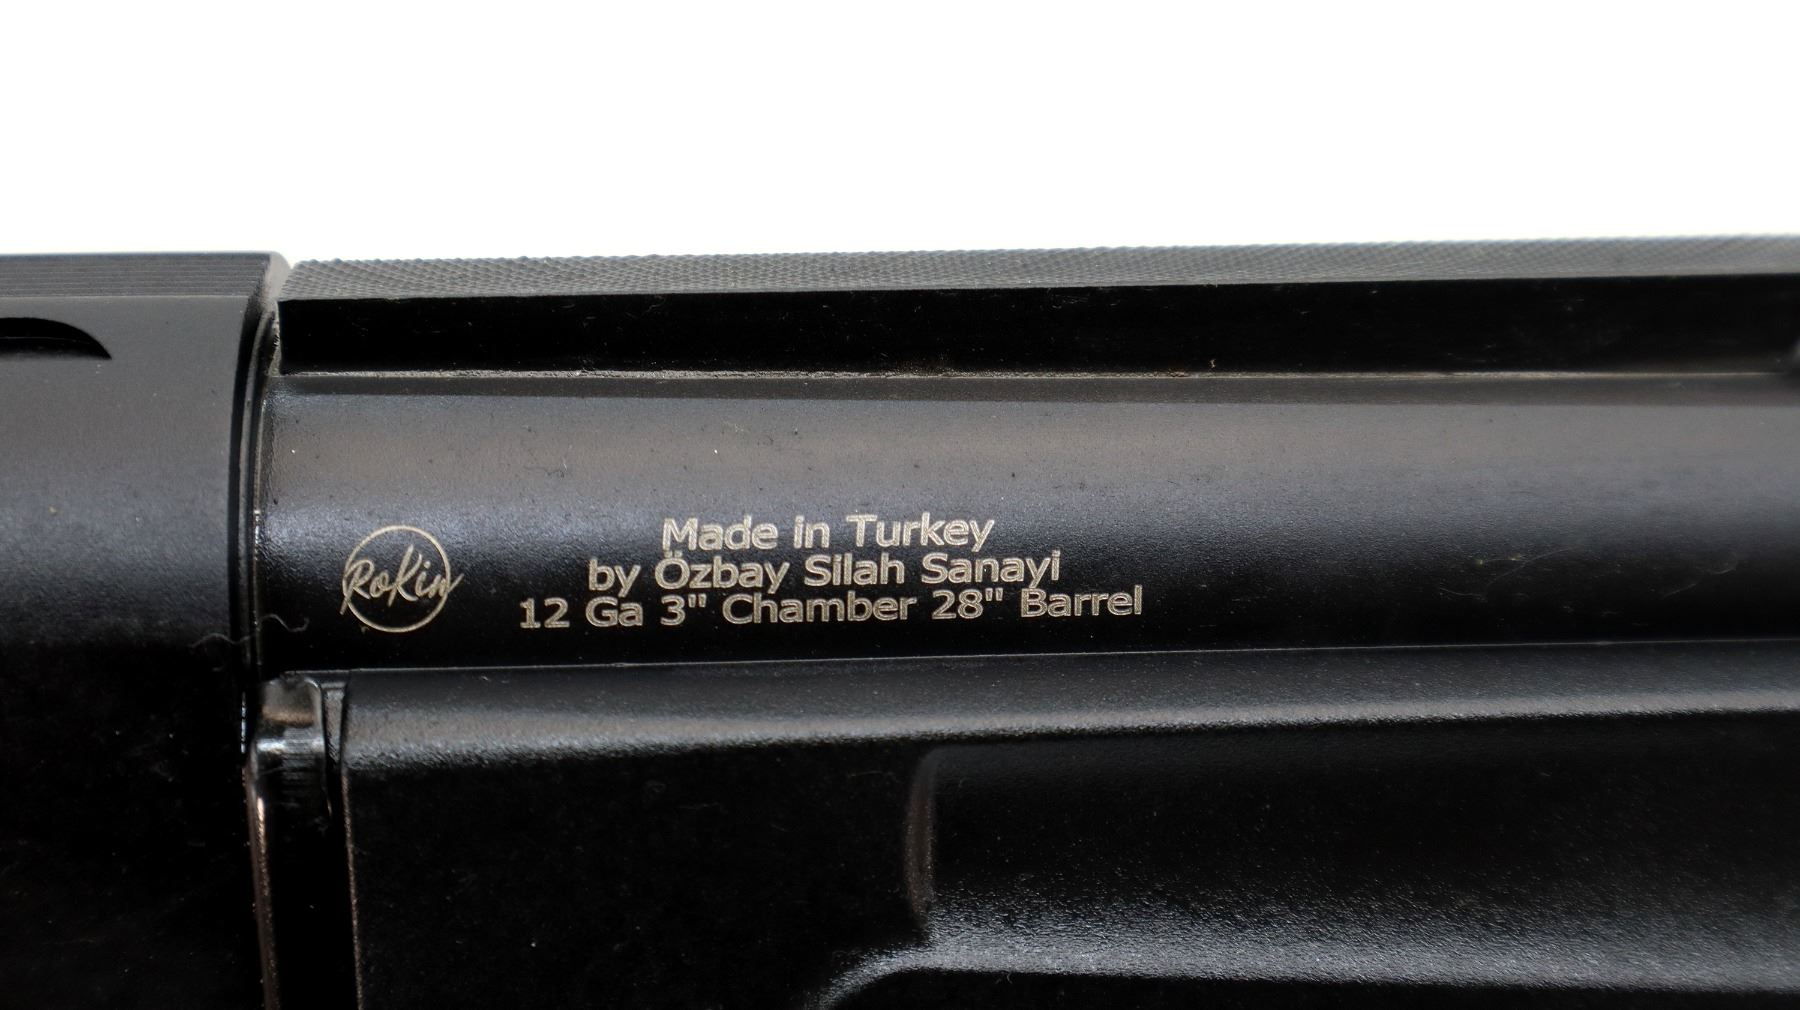 RoKin
Made in Turkey
by Özbay Silah Sanayi
12 Ga 3" Chamber 28" Barrel